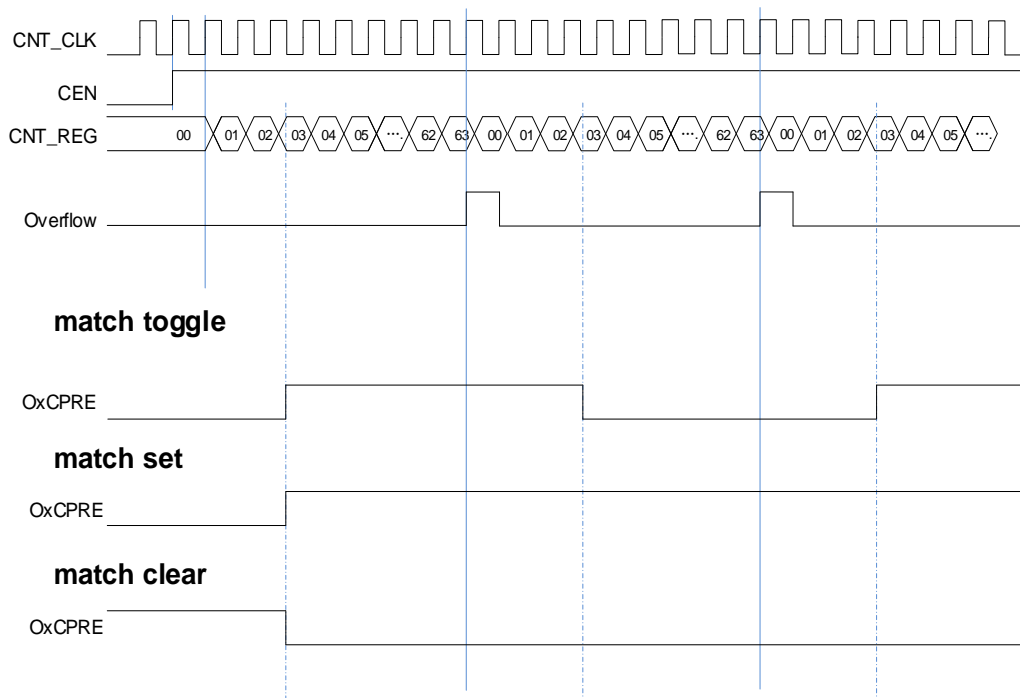 CNT_CLK
CEN
CNT_REG 00 01 02 03 04 05 ···. 62 63 00 01 02 03 04 05 ···. 62 63 00 01 02 03 04 05 ···.
Overflow
match toggle
OxCPRE
match set
OxCPRE
match clear
OxCPRE